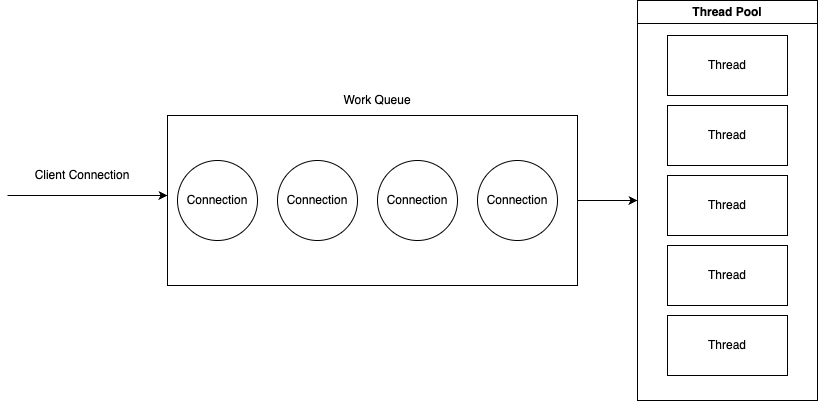 Client Connection
Work Queue
Connection
Connection
Connection
Connection
Thread Pool
Thread
Thread
Thread
Thread
Thread